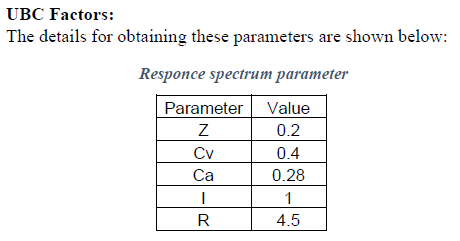 UBC Factors:
The details for obtaining these parameters are shown below:
Responce spectrum parameter
Parameter Value
Z 0.2
Cv 0.4
Ca 0.28
I 1
R 4.5